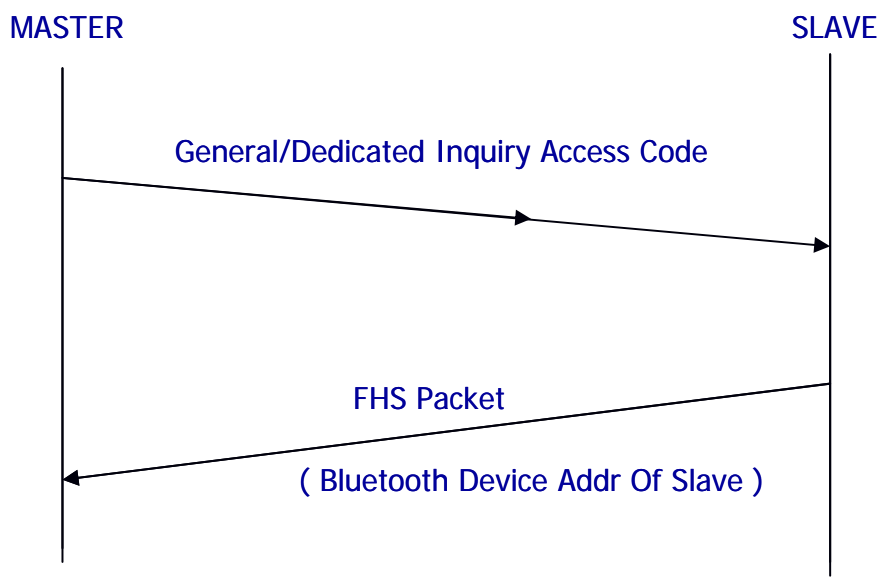 MASTER
SLAVE
General/Dedicated Inquiry Access Code
FHS Packet
( Bluetooth Device Addr Of Slave )